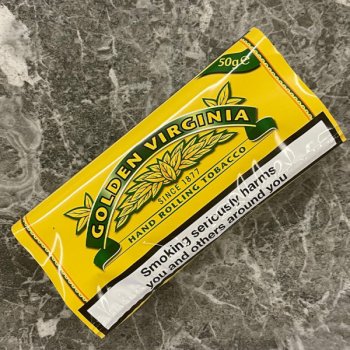 50g e
GOLDEN VIRGINIA
SINCE 1877
HAND ROLLING TOBACCO
Smoking seriously harms
you and others around you